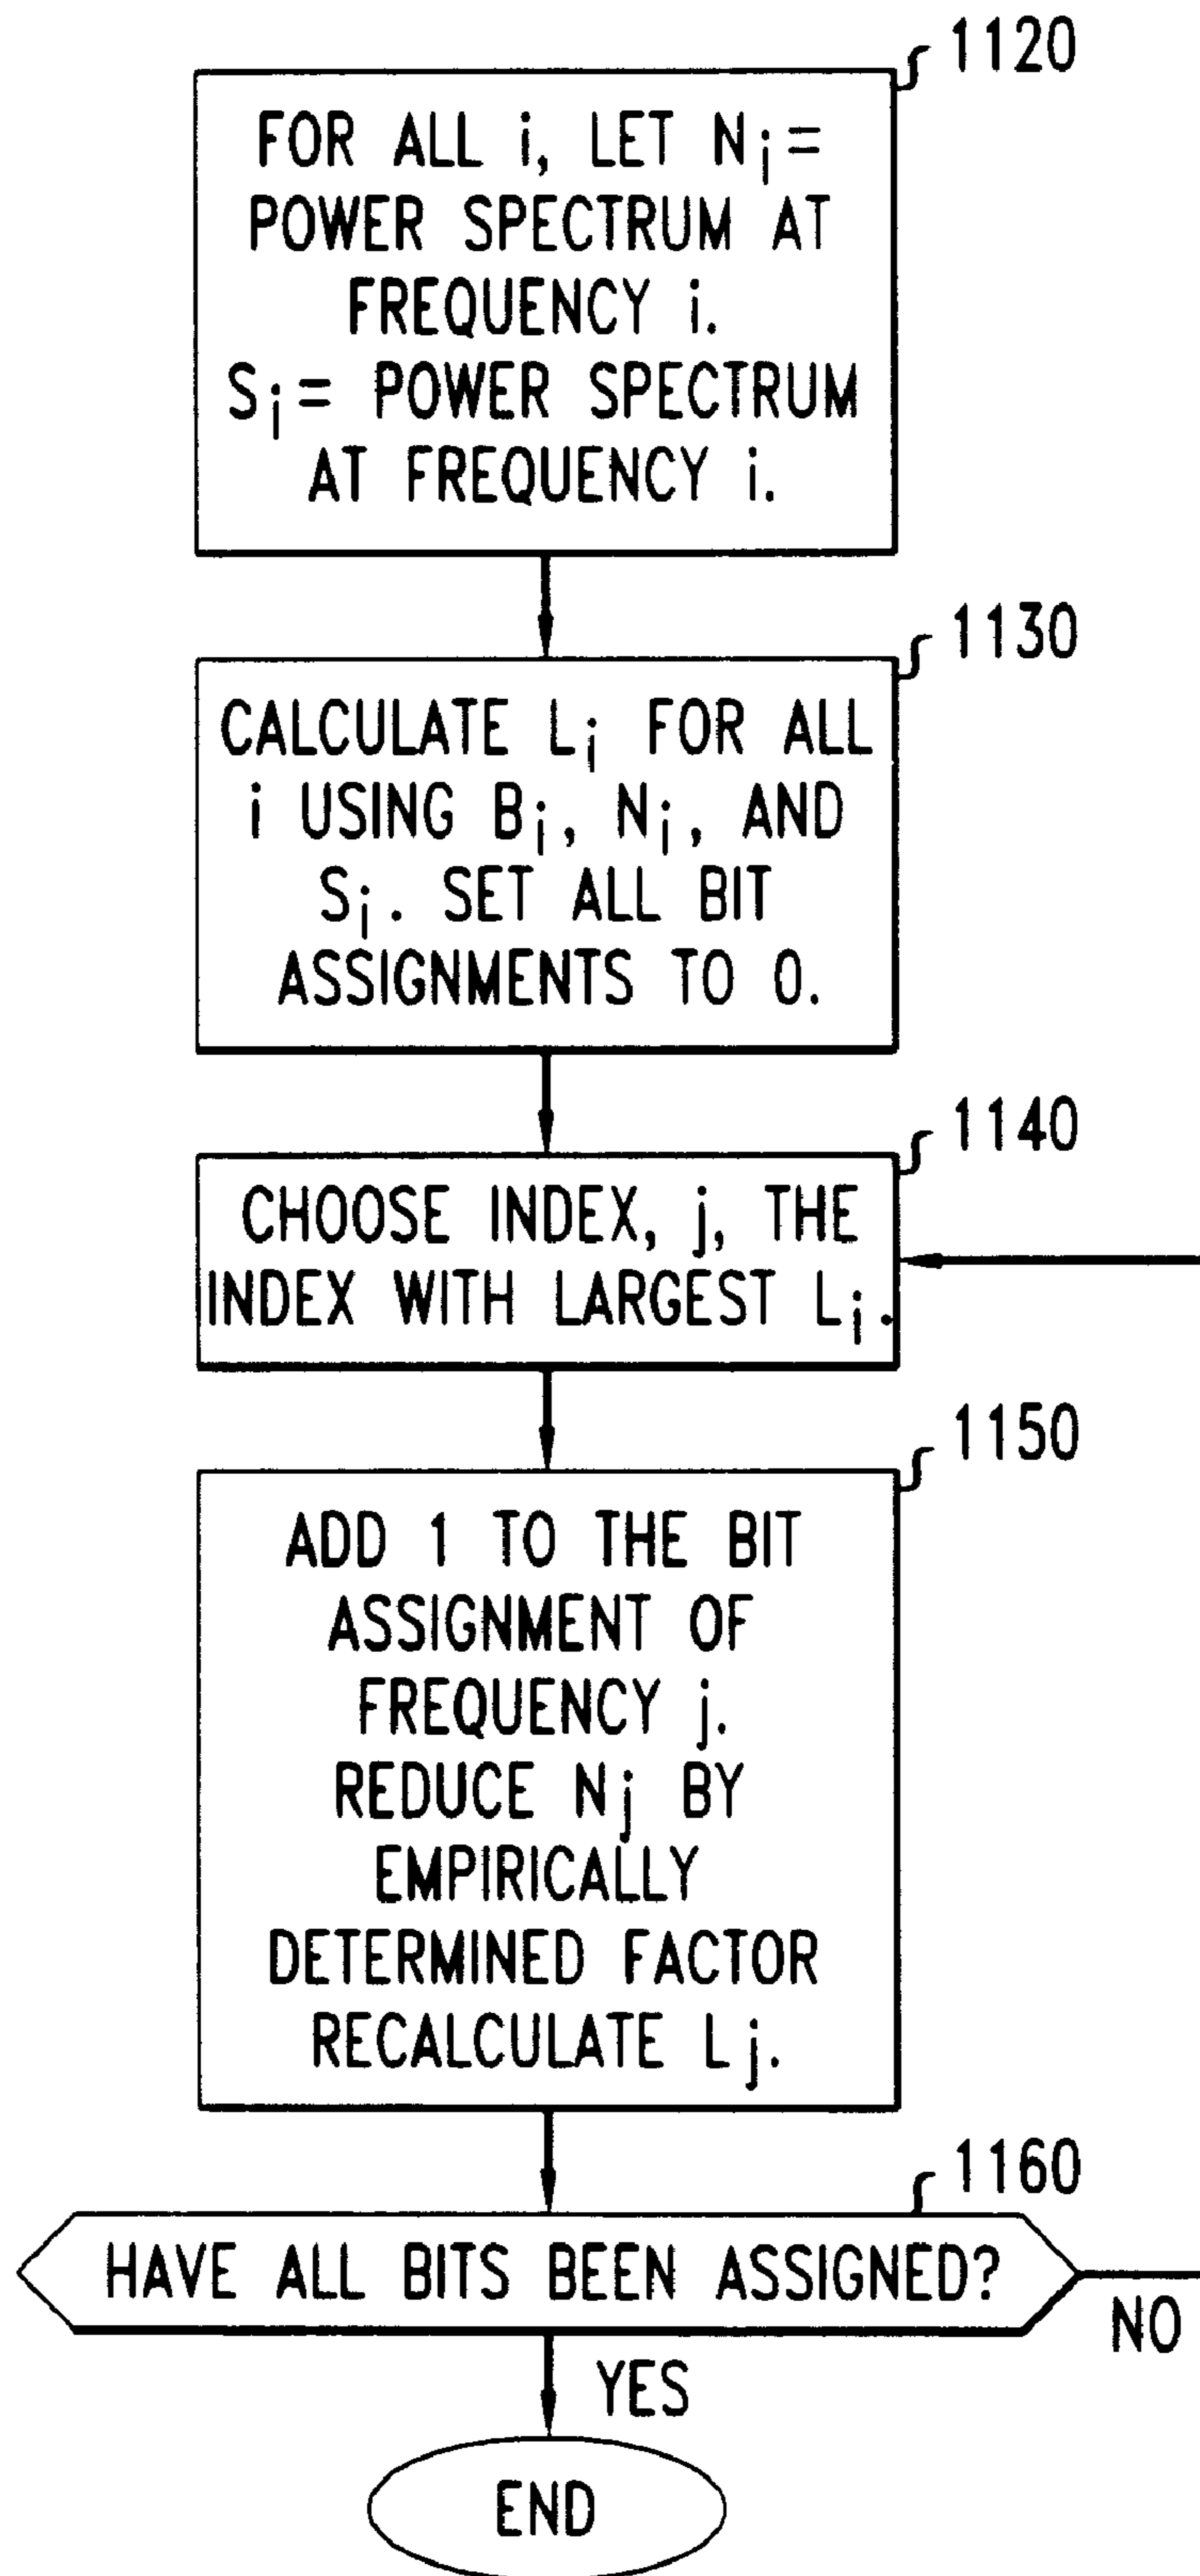 1120
FOR ALL i, LET Ni=
POWER SPECTRUM AT
FREQUENCY i.
Si= POWER SPECTRUM
AT FREQUENCY i.
1130
CALCULATE Li FOR ALL
i USING Bi, Ni, AND
Si. SET ALL BIT
ASSIGNMENTS TO 0.
1140
CHOOSE INDEX, j, THE
INDEX WITH LARGEST Li.
1150
ADD 1 TO THE BIT
ASSIGNMENT OF
FREQUENCY j.
REDUCE Nj BY
EMPIRICALLY
DETERMINED FACTOR
RECALCULATE Lj.
1160
HAVE ALL BITS BEEN ASSIGNED?
NO
YES
END